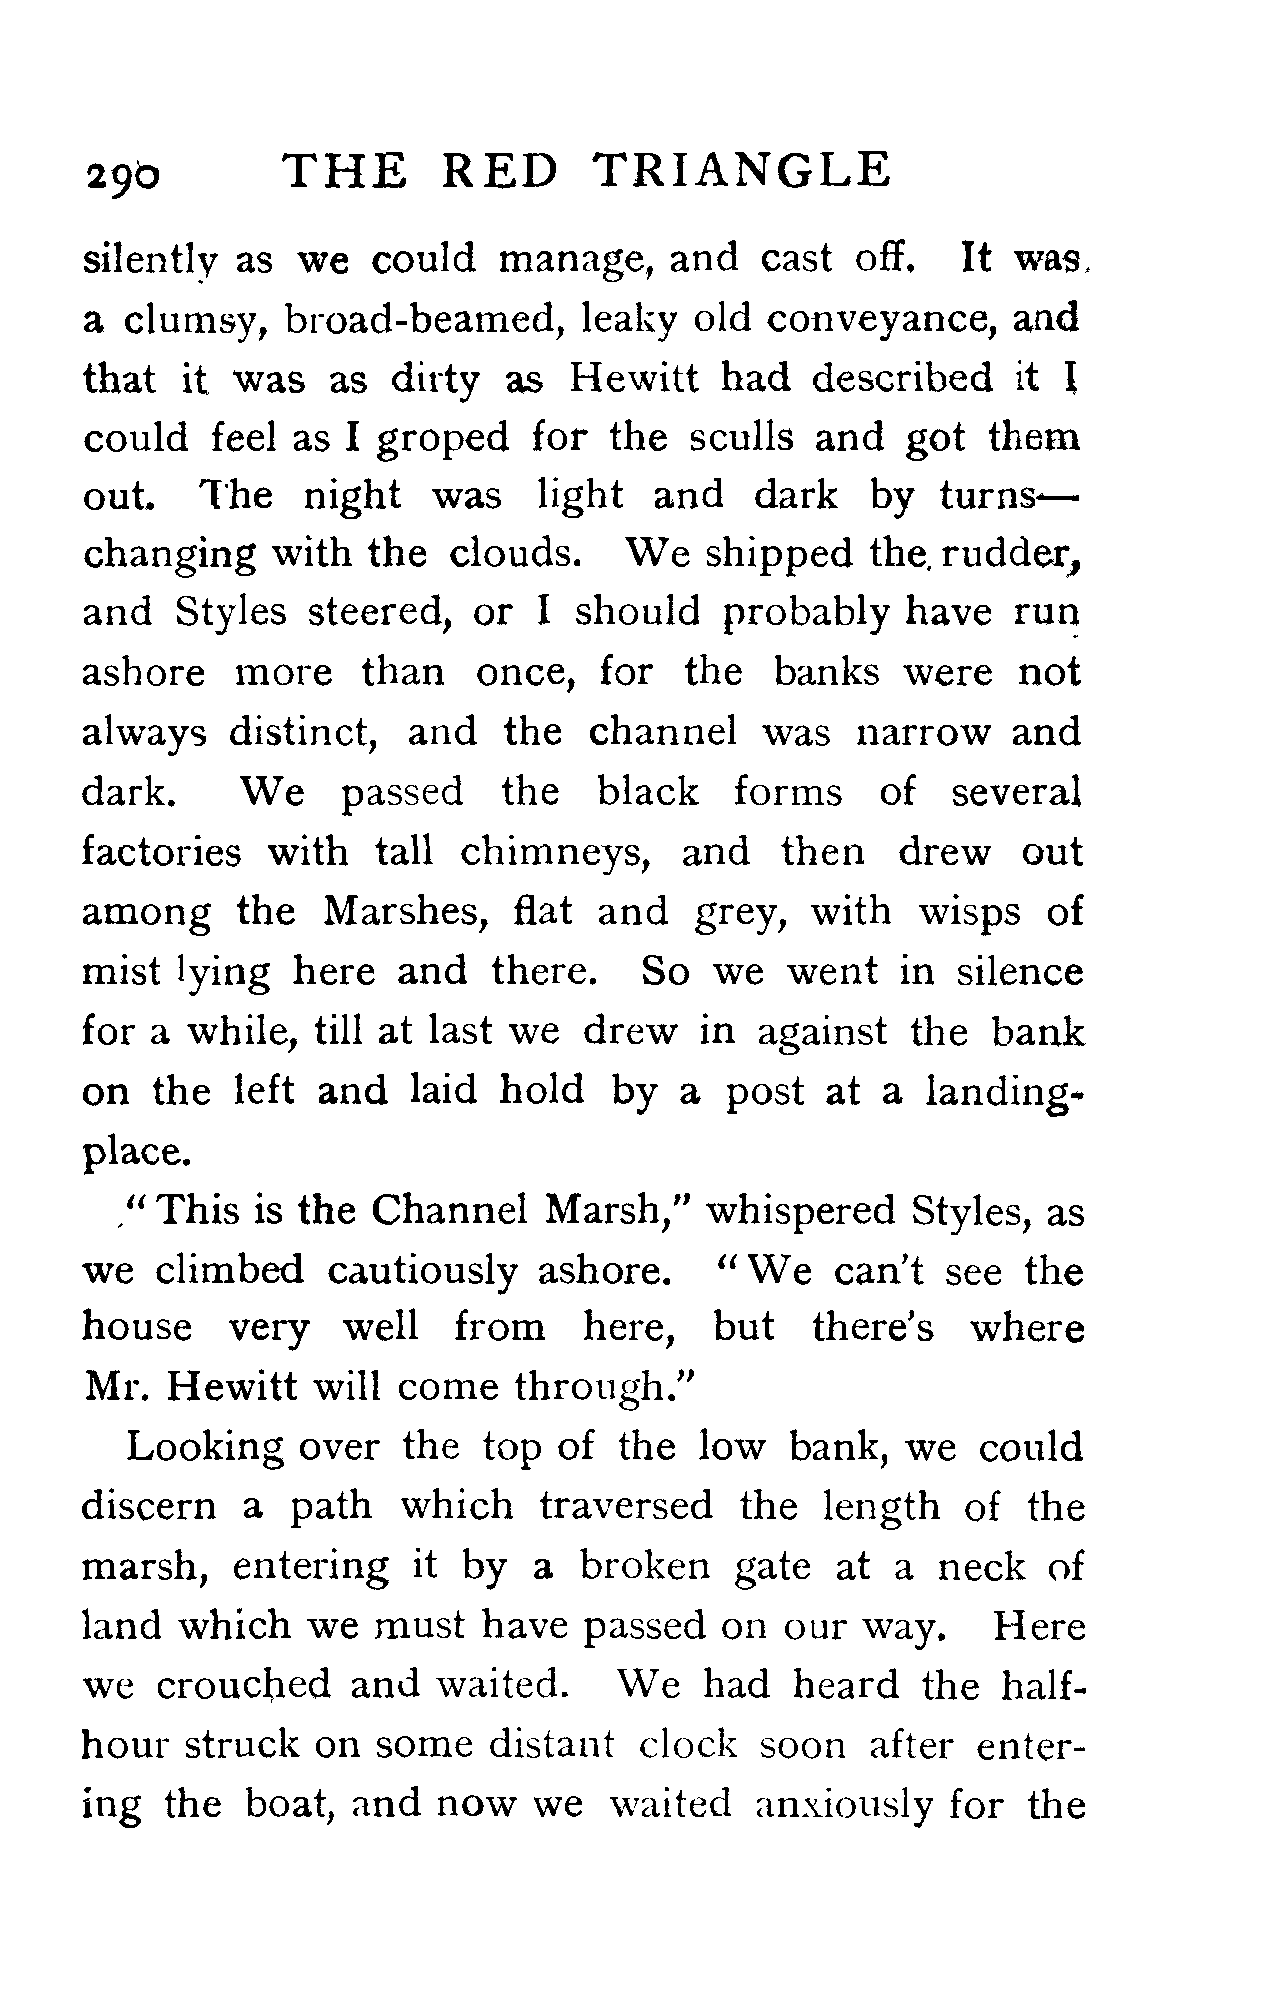 290 THE RED TRIANGLE
silently as we could manage, and cast off. It was
a clumsy, broad-beamed, leaky old conveyance, and
that it was as dirty as Hewitt had described it I
could feel as I groped for the sculls and got them
out. The night was light and dark by turns—
changing with the clouds. We shipped the rudder,
and Styles steered, or I should probably have run
ashore more than once, for the banks were not
always distinct, and the channel was narrow and
dark. We passed the black forms of several
factories with tall chimneys, and then drew out
among the Marshes, flat and grey, with wisps of
mist lying here and there. So we went in silence
for a while, till at last we drew in against the bank
on the left and laid hold by a post at a landing-
place.
"This is the Channel Marsh," whispered Styles, as
we climbed cautiously ashore. "We can't see the
house very well from here, but there's where
Mr. Hewitt will come through."
Looking over the top of the low bank, we could
discern a path which traversed the length of the
marsh, entering it by a broken gate at a neck of
land which we must have passed on our way. Here
we crouched and waited. We had heard the half-
hour struck on some distant clock soon after enter-
ing the boat, and now we waited anxiously for the